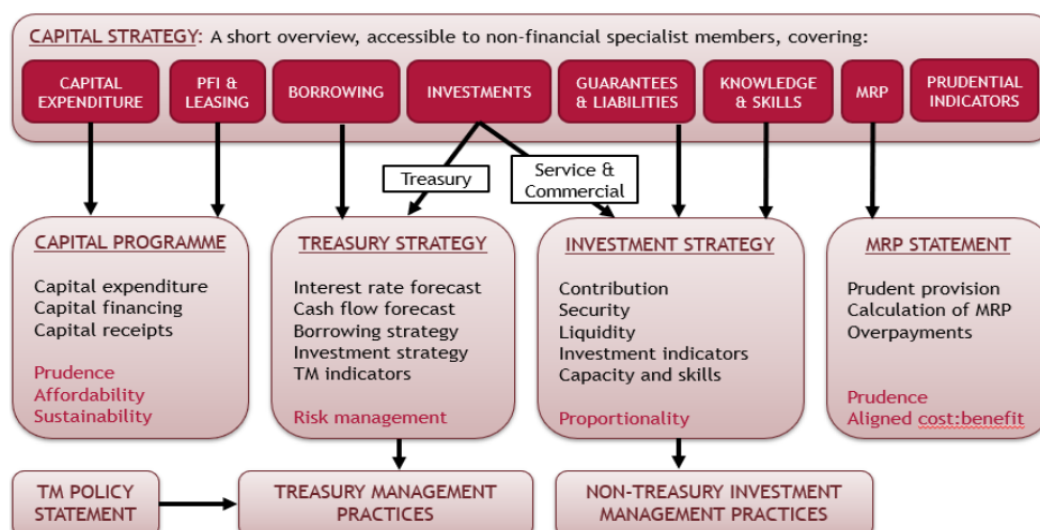 CAPITAL STRATEGY: A short overview, accessible to non-financial specialist members, covering:
CAPITAL
EXPENDITURE
PFI &
LEASING
BORROWING
INVESTMENTS
GUARANTEES
& LIABILITIES
KNOWLEDGE
& SKILLS
MRP
PRUDENTIAL
INDICATORS
Treasury
Service &
Commercial
CAPITAL PROGRAMME
Capital expenditure
Capital financing
Capital receipts
Prudence
Affordability
Sustainability
TREASURY STRATEGY
Interest rate forecast
Cash flow forecast
Borrowing strategy
Investment strategy
TM indicators
Risk management
INVESTMENT STRATEGY
Contribution
Security
Liquidity
Investment indicators
Capacity and skills
Proportionality
MRP STATEMENT
Prudent provision
Calculation of MRP
Overpayments
Prudence
Aligned cost:benefit
TM POLICY
STATEMENT
TREASURY MANAGEMENT
PRACTICES
NON-TREASURY INVESTMENT
MANAGEMENT PRACTICES